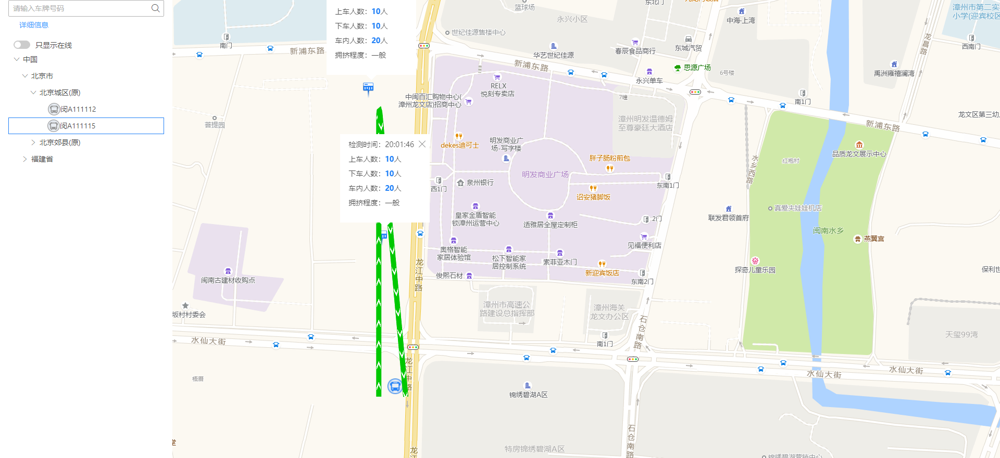 请输入车牌号码
详细信息
只显示在线
中国
北京市
北京城区(原)
闽A111112
闽A111115
北京郊县(原)
福建省
上车人数：10人
下车人数：10人
车内人数：20人
拥挤程度：一般
检测时间：20:01:46
上车人数：10人
下车人数：10人
车内人数：20人
拥挤程度：一般
南门
新浦东路
菩提园
闽南古建材收购点
坂村村委会
水仙大街
梧厝
堂
篮球场
永兴小区
世纪佳源售楼中心
华艺世纪佳源
新浦东路
东北门
中海·上湾
春辰食品商行
东城汽贸
永兴单车
思源广场
6号楼
漳州市第二实
小学(迎宾校区
龙昌路
西南门
禹洲雍禧澜湾
南1门
龙文区第三幼儿
新浦东路
RELX
悦刻专卖店
中闽百汇购物中心(
漳州龙文店)招商中心
7幢
漳州明发温德姆
至尊豪廷大酒店
dekes迪可士
明发商业广
场-写字楼
胖子肠粉煎包
明发商业广场
西1门
泉州银行
东南1门
诏安猪脚饭
皇家金盾智能
锁漳州运营中心
适雅居全屋定制柜
2门
见福便利店
奥格智能
家居体验馆
松下智能家
居控制系统
索菲亚木门
俊熙石材
新迎宾饭店
东南2门
龙江中路
漳州市高速公
路建设总指挥部
漳州海关
龙文办公区
南1门
石仓南路
水乡西路
红袍村
品质龙文展示中心
真爱夹娃娃机店
联发君领首府
闽南水乡
燕翼宫
探奇儿童乐园
保利世
天玺99湾
水仙大街
水仙大街
龙江中路
锦绣碧湖A区
特房锦绣碧湖A区
石仓南路
龙江
锦绣碧湖营销中心